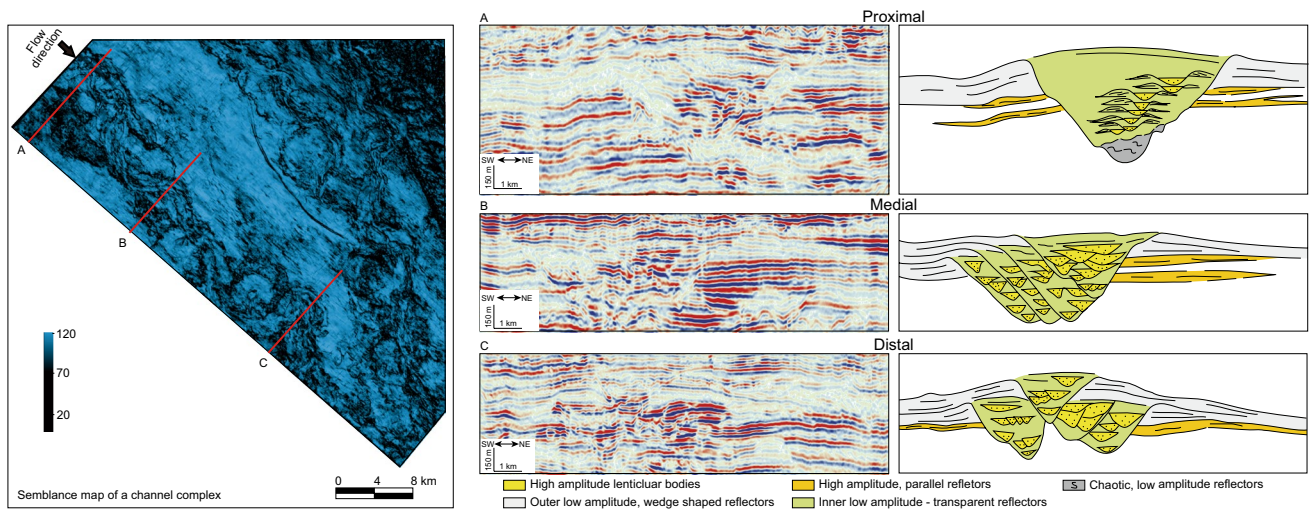 Flow
direction
A
B
C
120
70
20
0 4 8 km
Semblance map of a channel complex
Proximal
A
SW NE
150 m
1 km
Medial
B
SW NE
150 m
1 km
Distal
C
SW NE
150 m
1 km
High amplitude lenticluar bodies
High amplitude, parallel refletors
S Chaotic, low amplitude reflectors
Outer low amplitude, wedge shaped reflectors
Inner low amplitude - transparent reflectors